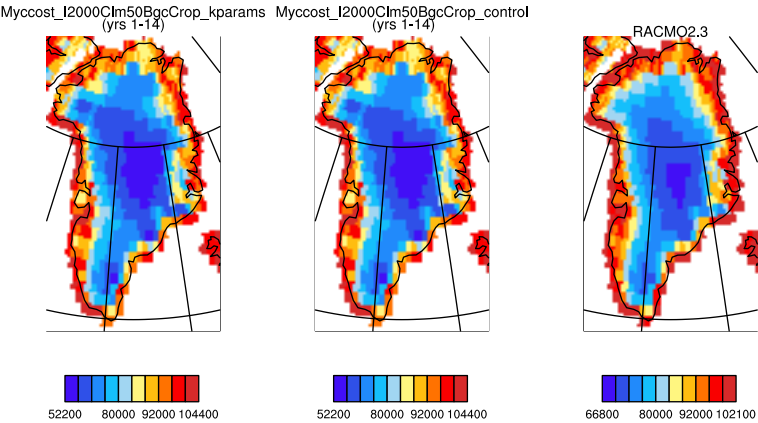 Myccost_I2000Clm50BgcCrop_kparams
(yrs 1-14)
Myccost_I2000Clm50BgcCrop_control
(yrs 1-14)
RACMO2.3
52200 80000 92000 104400
52200 80000 92000 104400
66800 80000 92000 102100